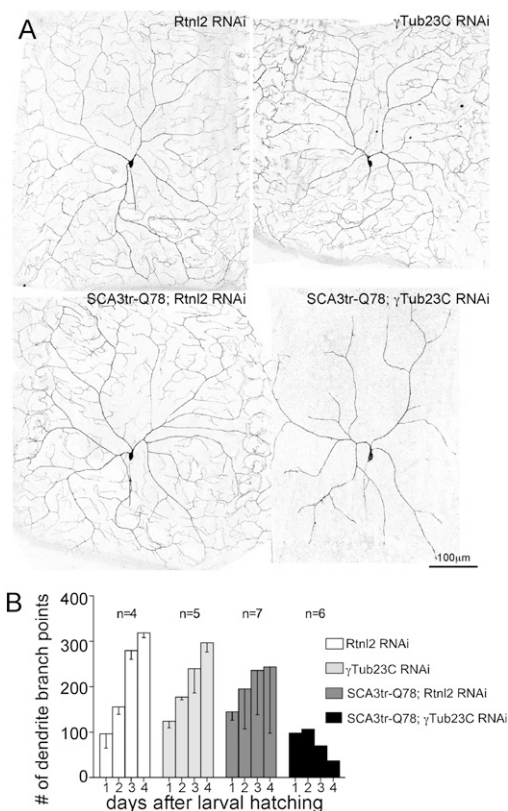 A
Rtnl2 RNAi
γTub23C RNAi
SCA3tr-Q78; Rtnl2 RNAi
SCA3tr-Q78; γTub23C RNAi
100μm
B
# of dendrite branch points
400
300
200
100
0
n=4
n=5
n=7
n=6
Rtnl2 RNAi
γTub23C RNAi
SCA3tr-Q78; Rtnl2 RNAi
SCA3tr-Q78; γTub23C RNAi
1 2 3 4 1 2 3 4 1 2 3 4 1 2 3 4
days after larval hatching